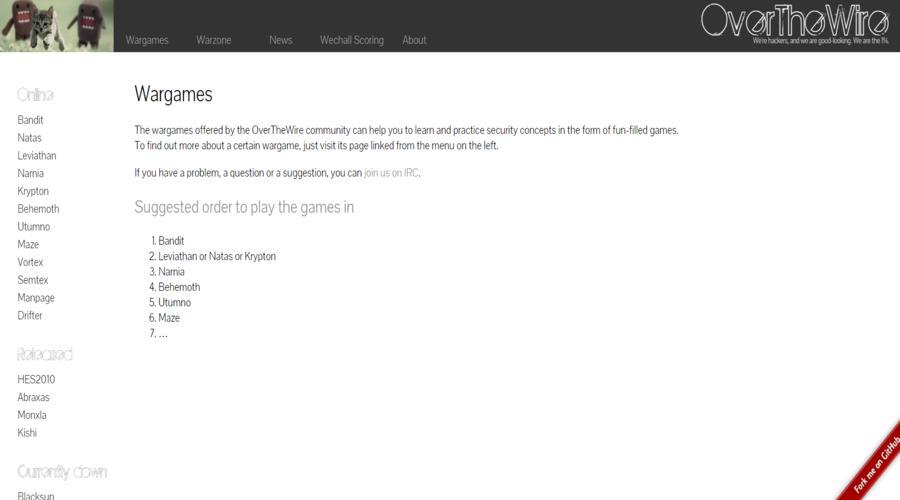 Wargames
Warzone
News
Wechall Scoring
About
OverTheWire
We're hackers, and we are good-looking. We are the 1%.
Online
Bandit
Natas
Leviathan
Narnia
Krypton
Behemoth
Utumno
Maze
Vortex
Semtex
Manpage
Drifter
Released
HES2010
Abraxas
Monxla
Kishi
Currently down
Blacksun
Wargames
The wargames offered by the OverTheWire community can help you to learn and practice security concepts in the form of fun-filled games.
To find out more about a certain wargame, just visit its page linked from the menu on the left.
If you have a problem, a question or a suggestion, you can join us on IRC.
Suggested order to play the games in
1. Bandit
2. Leviathan or Natas or Krypton
3. Narnia
4. Behemoth
5. Utumno
6. Maze
7. …
Fork me on GitHub